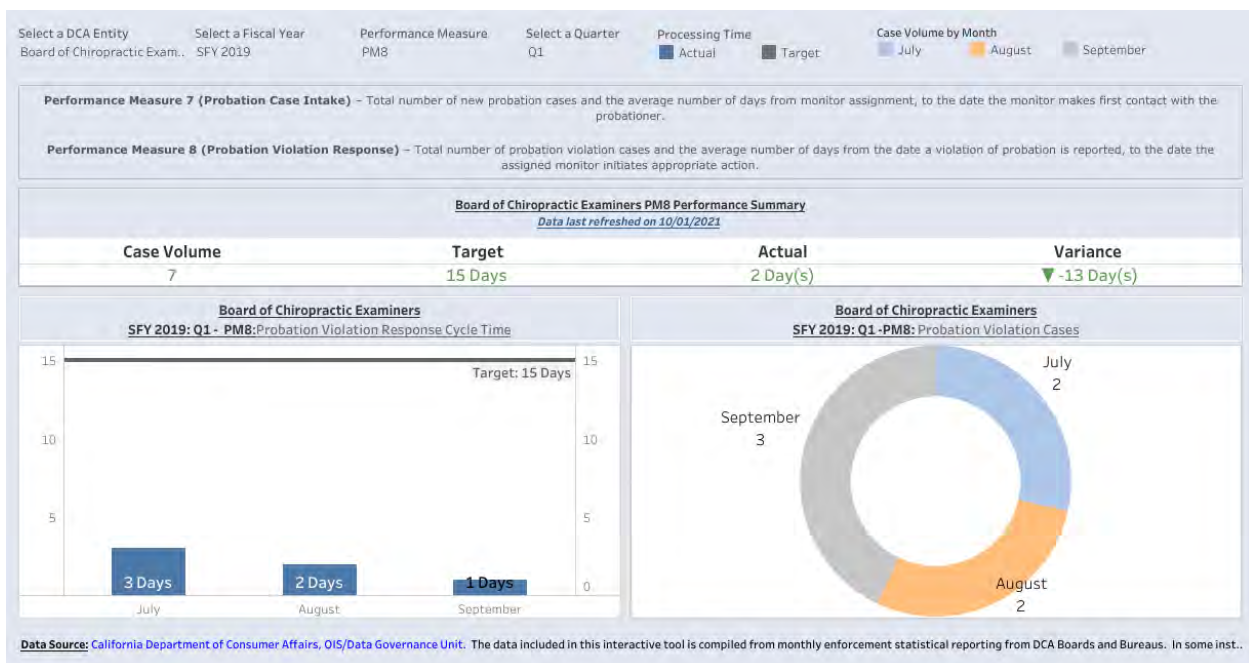 Select a DCA Entity Select a Fiscal Year Performance Measure Select a Quarter Processing Time Case Volume by Month
Board of Chiropractic Exam.. SFY 2019 PM8 Q1 Actual Target July August September
Performance Measure 7 (Probation Case Intake) – Total number of new probation cases and the average number of days from monitor assignment, to the date the monitor makes first contact with the
probationer.
Performance Measure 8 (Probation Violation Response) – Total number of probation violation cases and the average number of days from the date a violation of probation is reported, to the date the
assigned monitor initiates appropriate action.
Board of Chiropractic Examiners PM8 Performance Summary
Data last refreshed on 10/01/2021
Case Volume Target Actual Variance
7 15 Days 2 Day(s) ▼ -13 Day(s)
Board of Chiropractic Examiners
SFY 2019: Q1 - PM8:Probation Violation Response Cycle Time
15 15
Target: 15 Days
10 10
5 5
0
3 Days 2 Days 1 Days
July August September
Board of Chiropractic Examiners
SFY 2019: Q1 -PM8: Probation Violation Cases
July
2
September
3
August
2
Data Source: California Department of Consumer Affairs, OIS/Data Governance Unit. The data included in this interactive tool is compiled from monthly enforcement statistical reporting from DCA Boards and Bureaus. In some inst..